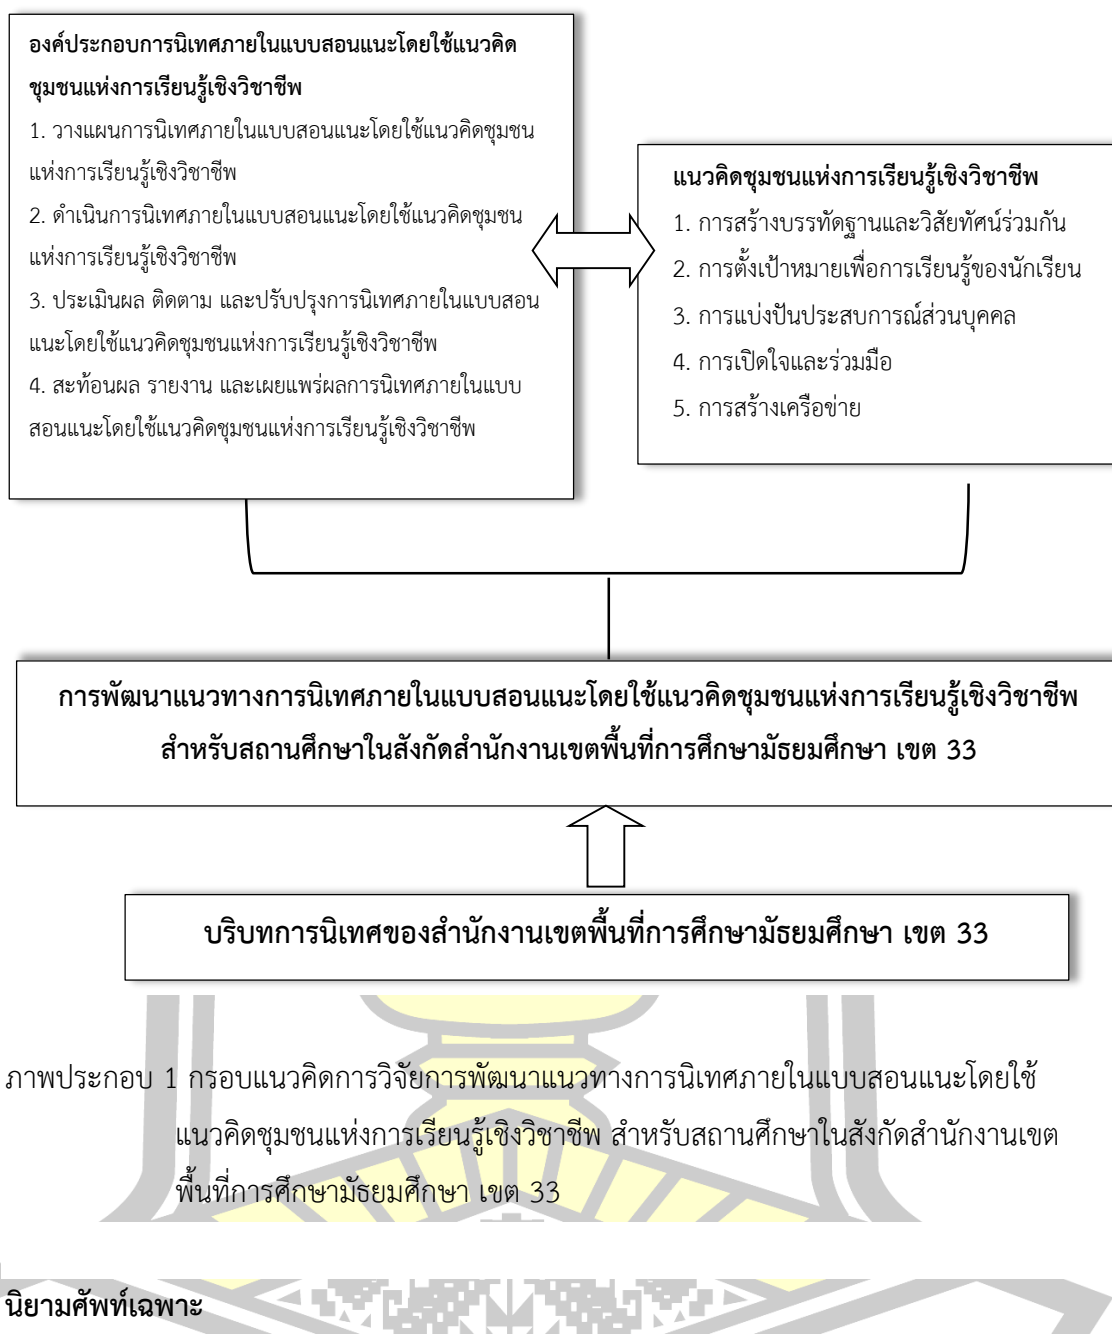 องค์ประกอบการนิเทศภายในแบบสอนแนะโดยใช้แนวคิด
ชุมชนแห่งการเรียนรู้เชิงวิชาชีพ
1. วางแผนการนิเทศภายในแบบสอนแนะโดยใช้แนวคิดชุมชน
แห่งการเรียนรู้เชิงวิชาชีพ
2. ดำเนินการนิเทศภายในแบบสอนแนะโดยใช้แนวคิดชุมชน
แห่งการเรียนรู้เชิงวิชาชีพ
3. ประเมินผล ติดตาม และปรับปรุงการนิเทศภายในแบบสอน
แนะโดยใช้แนวคิดชุมชนแห่งการเรียนรู้เชิงวิชาชีพ
4. สะท้อนผล รายงาน และเผยแพร่ผลการนิเทศภายในแบบ
สอนแนะโดยใช้แนวคิดชุมชนแห่งการเรียนรู้เชิงวิชาชีพ
แนวคิดชุมชนแห่งการเรียนรู้เชิงวิชาชีพ
1. การสร้างบรรทัดฐานและวิสัยทัศน์ร่วมกัน
2. การตั้งเป้าหมายเพื่อการเรียนรู้ของนักเรียน
3. การแบ่งปันประสบการณ์ส่วนบุคคล
4. การเปิดใจและร่วมมือ
5. การสร้างเครือข่าย
การพัฒนาแนวทางการนิเทศภายในแบบสอนแนะโดยใช้แนวคิดชุมชนแห่งการเรียนรู้เชิงวิชาชีพ
สำหรับสถานศึกษาในสังกัดสำนักงานเขตพื้นที่การศึกษามัธยมศึกษา เขต 33
บริบทการนิเทศของสำนักงานเขตพื้นที่การศึกษามัธยมศึกษา เขต 33
ภาพประกอบ 1 กรอบแนวคิดการวิจัยการพัฒนาแนวทางการนิเทศภายในแบบสอนแนะโดยใช้
แนวคิดชุมชนแห่งการเรียนรู้เชิงวิชาชีพ สำหรับสถานศึกษาในสังกัดสำนักงานเขต
พื้นที่การศึกษามัธยมศึกษา เขต 33
นิยามศัพท์เฉพาะ